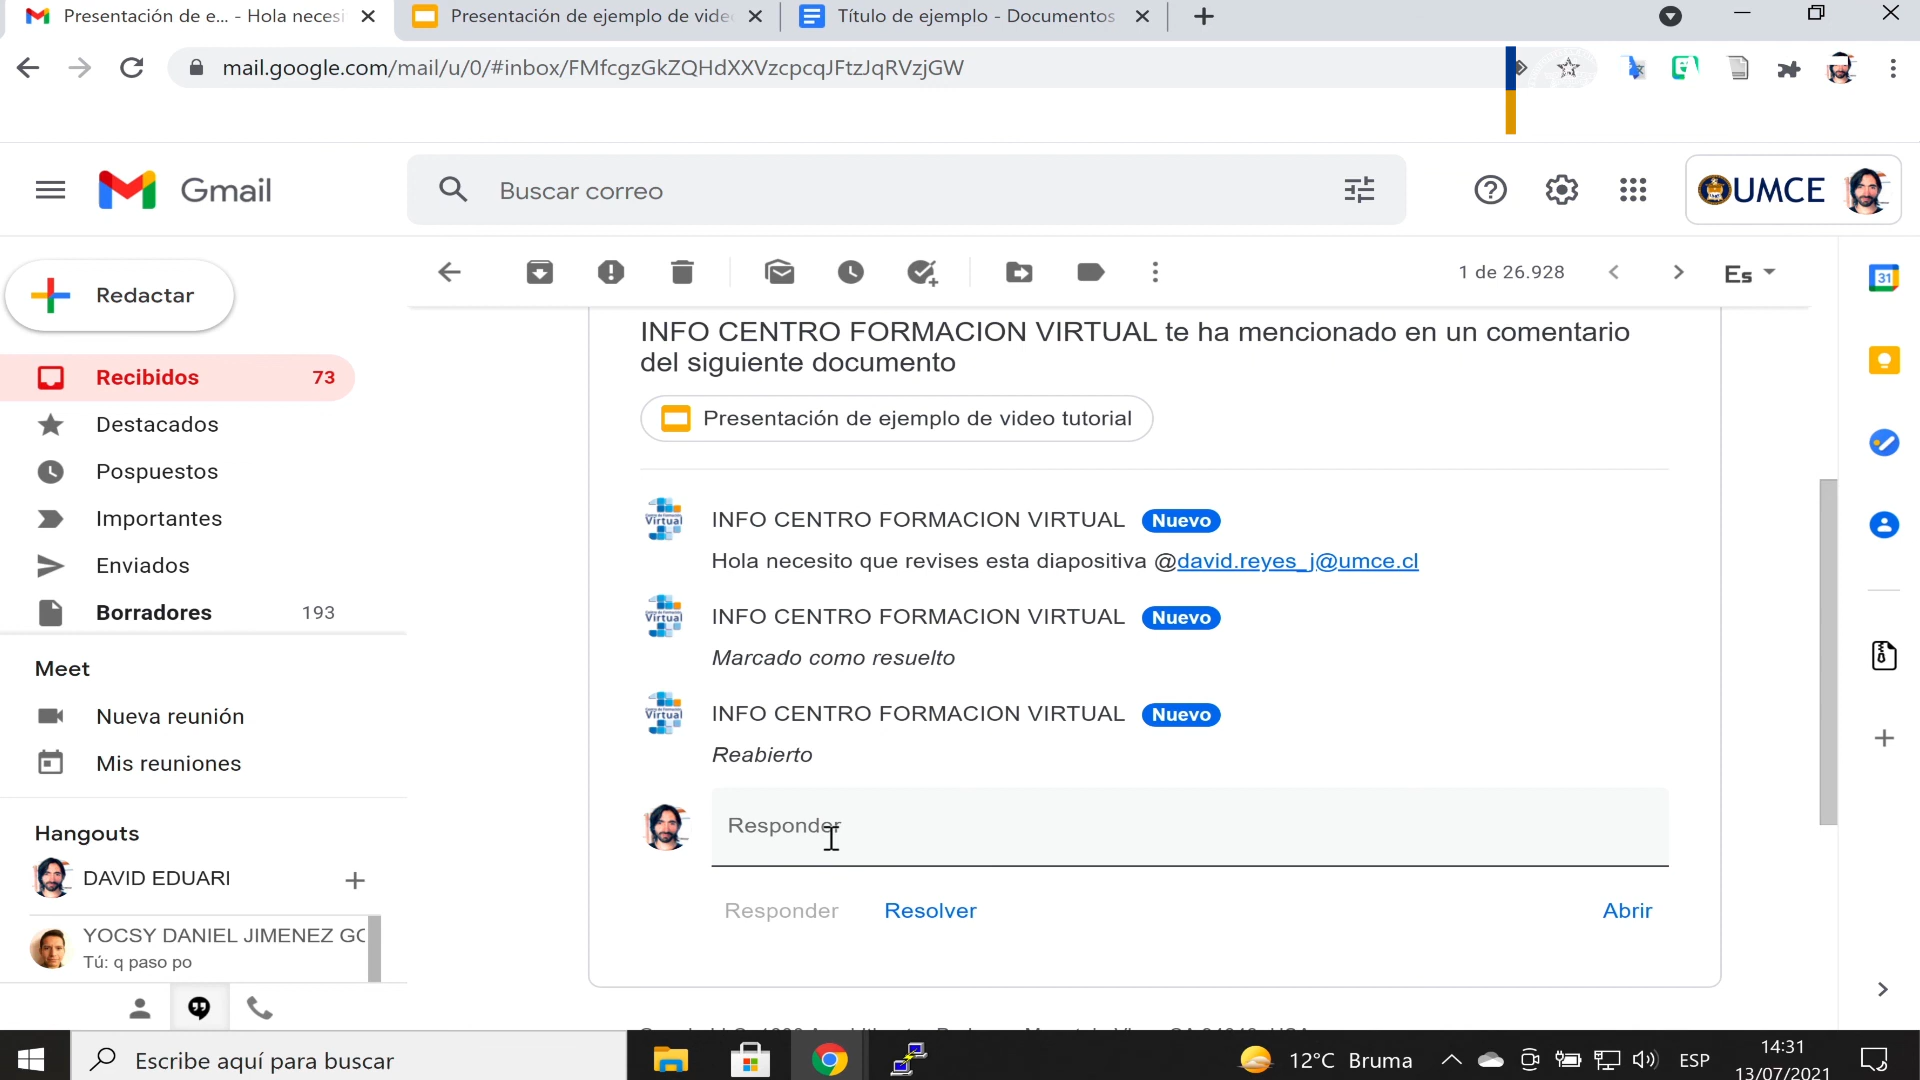 Presentación de e... - Hola necesi
Presentación de ejemplo de vide
Título de ejemplo - Documentos
mail.google.com/mail/u/0/#inbox/FMfcgzGkZQHdXXVzcpcqJFtzJqRVzjGW
Gmail
Buscar correo
UMCE
Redactar
1 de 26.928
Es
31
Recibidos 73
Destacados
Pospuestos
Importantes
Enviados
Borradores 193
Meet
Nueva reunión
Mis reuniones
Hangouts
DAVID EDUARI
YOCSY DANIEL JIMENEZ GO
Tú: q paso po
INFO CENTRO FORMACION VIRTUAL te ha mencionado en un comentario
del siguiente documento
Presentación de ejemplo de video tutorial
Virtual
INFO CENTRO FORMACION VIRTUAL Nuevo
Hola necesito que revises esta diapositiva @david.reyes_j@umce.cl
Virtual
INFO CENTRO FORMACION VIRTUAL Nuevo
Marcado como resuelto
Virtual
INFO CENTRO FORMACION VIRTUAL Nuevo
Reabierto
Responder
Responder Resolver Abrir
Escribe aquí para buscar
12°C Bruma
ESP
14:31
13/07/2021